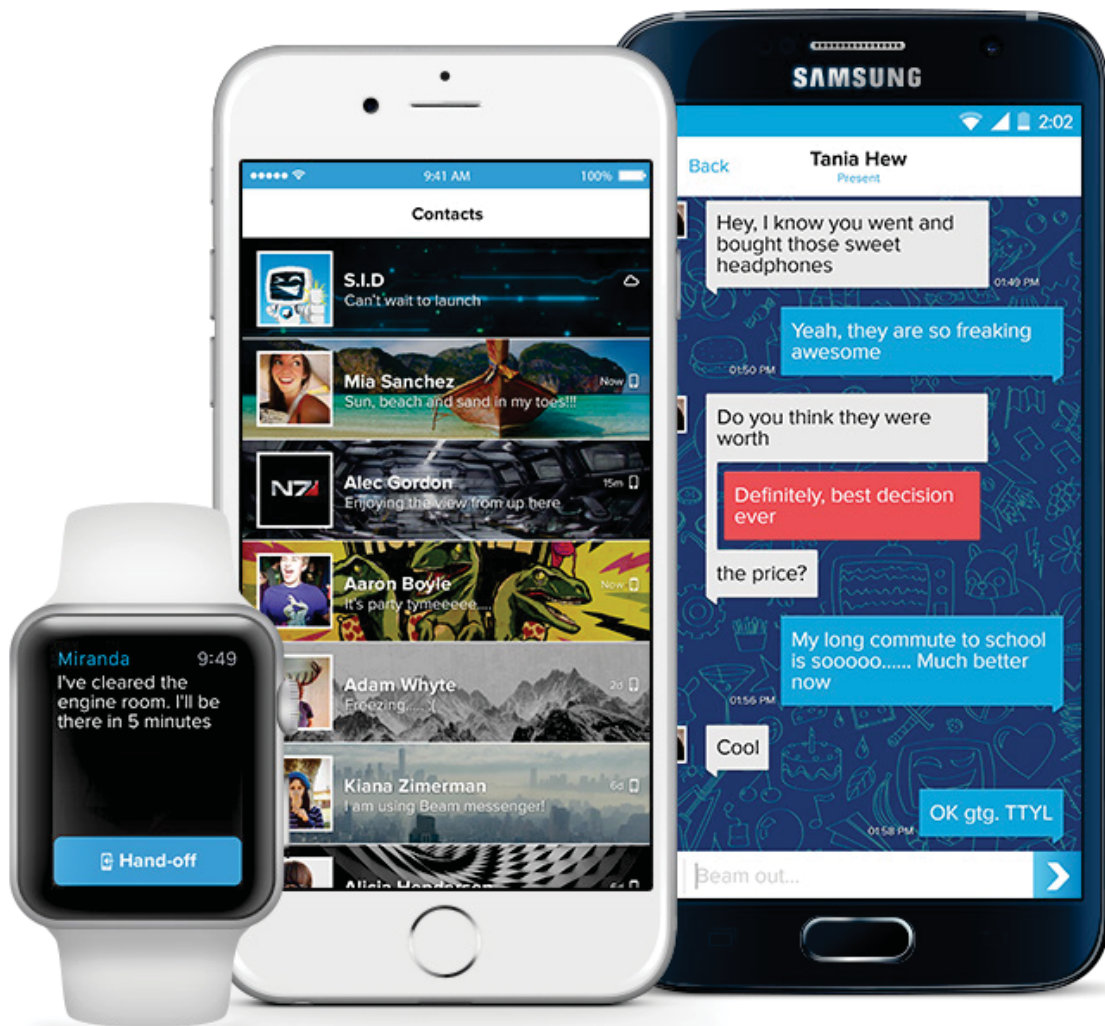 Miranda 9:49
I've cleared the
engine room. I'll be
there in 5 minutes
Hand-off
9:41 AM 100%
Contacts
S.I.D
Can't wait to launch
Mia Sanchez
Now
Sun, beach and sand in my toes!!!
N7
Alec Gordon
15m
Enjoying the view from up here
Aaron Boyle
Now
It's party tymeeeee....
Adam Whyte
2d
Freezing..... :(
Kiana Zimerman
6d
I am using Beam messenger!
Alicia Henderson
6d
SAMSUNG
2:02
Back
Tania Hew
Present
Hey, I know you went and
bought those sweet
headphones
01:49 PM
Yeah, they are so freaking
awesome
01:50 PM
Do you think they were
worth
Definitely, best decision
ever
the price?
My long commute to school
is sooooo...... Much better
now
01:56 PM
Cool
OK gtg. TTYL
01:58 PM
Beam out...